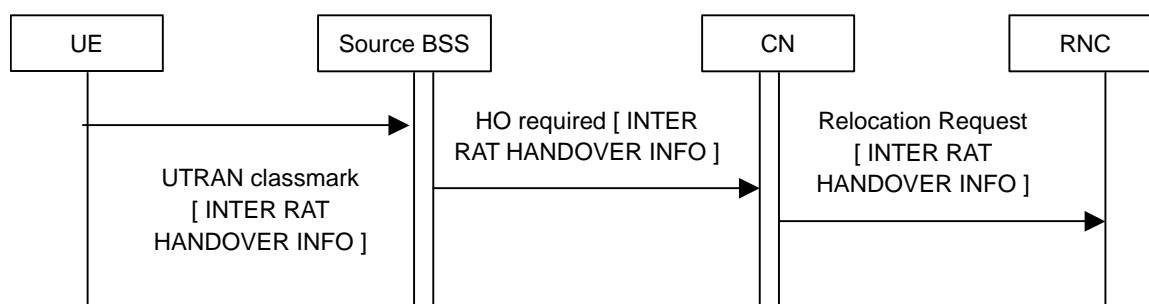 UE
Source BSS
CN
RNC
UTRAN classmark
[ INTER RAT
HANDOVER INFO ]
HO required [ INTER
RAT HANDOVER INFO ]
Relocation Request
[ INTER RAT
HANDOVER INFO ]